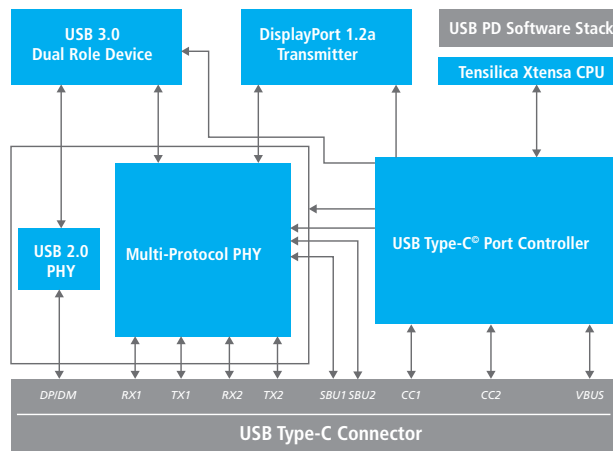 USB 3.0
Dual Role Device
DisplayPort 1.2a
Transmitter
USB PD Software Stack
Tensilica Xtensa CPU
USB 2.0
PHY
Multi-Protocol PHY
USB Type-C® Port Controller
DP/DM
RX1
TX1
RX2
TX2
SBU1
SBU2
CC1
CC2
VBUS
USB Type-C Connector